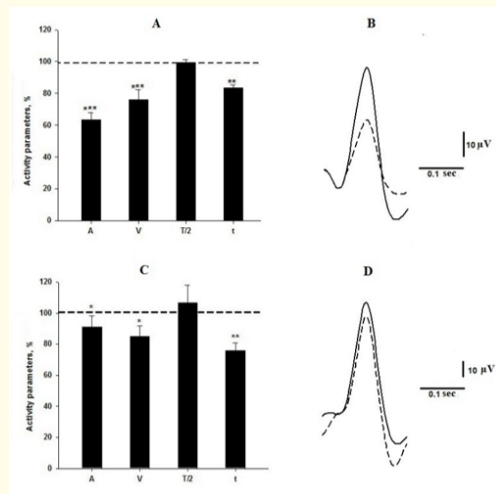 A
Activity parameters, %
120
100
80
60
40
20
0
***
***
**
A V T/2 t
B
10 µV
0.1 sec
C
Activity parameters, %
120
100
80
60
40
20
0
*
*
**
A V T/2 t
D
10 µV
0.1 sec